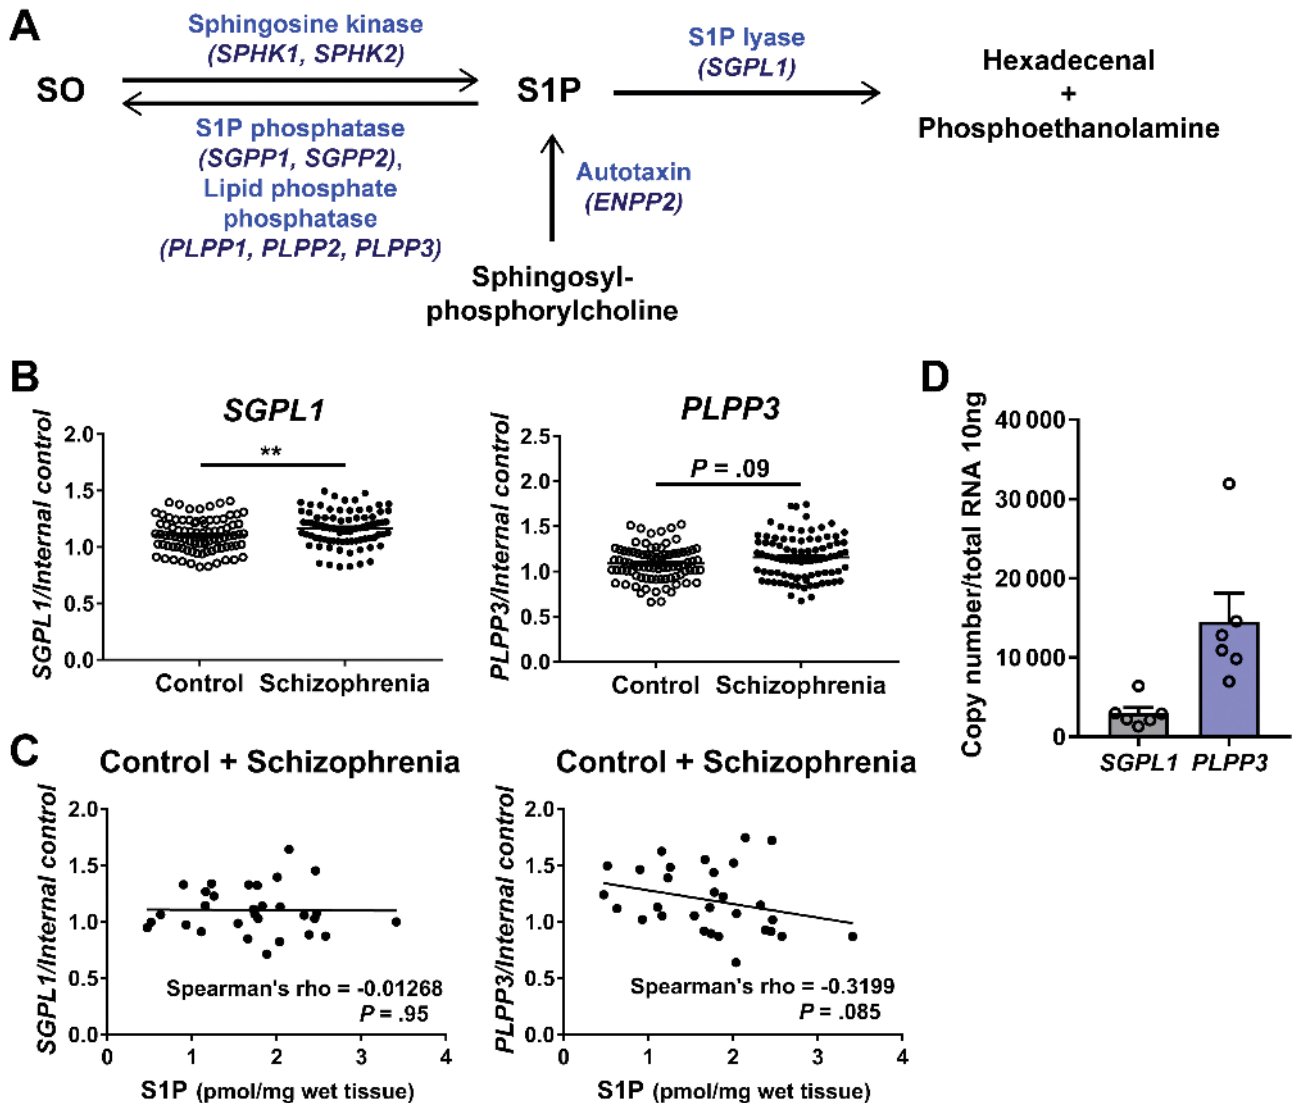 A
Sphingosine kinase
(SPHK1, SPHK2)
SO
S1P phosphatase
(SGPP1, SGPP2),
Lipid phosphate
phosphatase
(PLPP1, PLPP2, PLPP3)
S1P
S1P lyase
(SGPL1)
Hexadecenal
+
Phosphoethanolamine
Autotaxin
(ENPP2)
Sphingosyl-
phosphorylcholine
B
SGPL1
**
SGPL1/Internal control
2.0
1.5
1.0
0.5
0.0
Control Schizophrenia
PLPP3
P = .09
PLPP3/Internal control
2.5
2.0
1.5
1.0
0.5
0.0
Control Schizophrenia
D
Copy number/total RNA 10ng
40 000
30 000
20 000
10 000
0
SGPL1 PLPP3
C
Control + Schizophrenia
SGPL1/Internal control
2.0
1.5
1.0
0.5
0.0
Spearman's rho = -0.01268
P = .95
0 1 2 3 4
S1P (pmol/mg wet tissue)
Control + Schizophrenia
PLPP3/Internal control
2.0
1.5
1.0
0.5
0.0
Spearman's rho = -0.3199
P = .085
0 1 2 3 4
S1P (pmol/mg wet tissue)